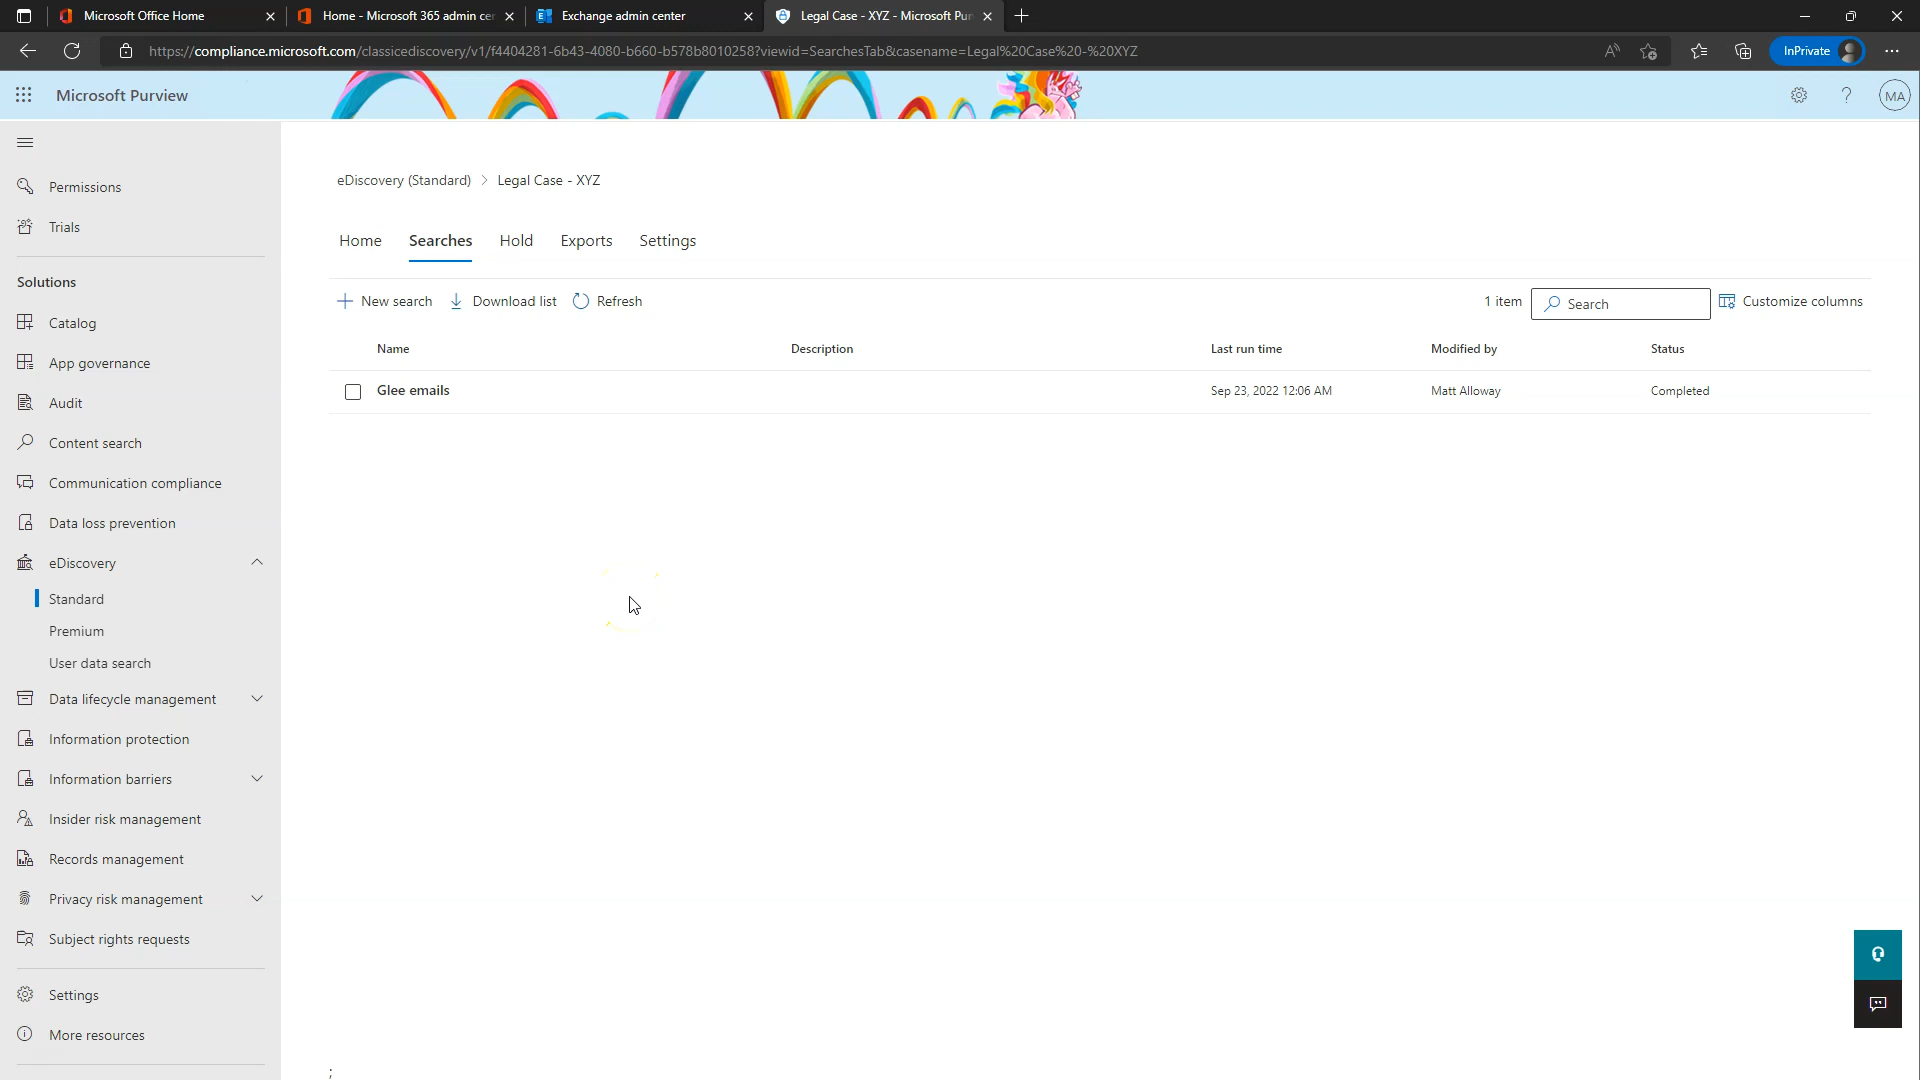 Microsoft Office Home
Home - Microsoft 365 admin cer
Exchange admin center
Legal Case - XYZ - Microsoft Pur
https://compliance.microsoft.com/classicediscovery/v1/f4404281-6b43-4080-b660-b578b8010258?viewid=SearchesTab&casename=Legal%20Case%20-%20XYZ
InPrivate
Microsoft Purview
MA
Permissions
Trials
Solutions
Catalog
App governance
Audit
Content search
Communication compliance
Data loss prevention
eDiscovery
Standard
Premium
User data search
Data lifecycle management
Information protection
Information barriers
Insider risk management
Records management
Privacy risk management
Subject rights requests
Settings
More resources
eDiscovery (Standard) > Legal Case - XYZ
Home Searches Hold Exports Settings
New search Download list Refresh
1 item Search Customize columns
Name Description Last run time Modified by Status
Glee emails Sep 23, 2022 12:06 AM Matt Alloway Completed
;